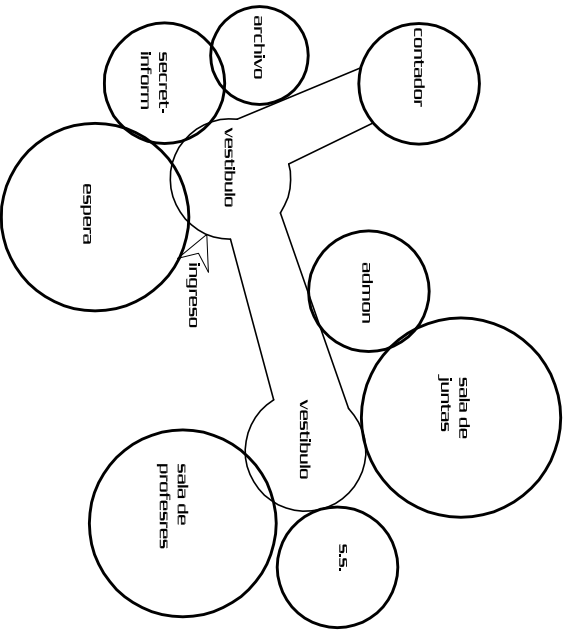 contador
archivo
secret-
inform
vestibulo
espera
ingreso
admon
sala de
juntas
vestibulo
sala de
profesres
s.s.